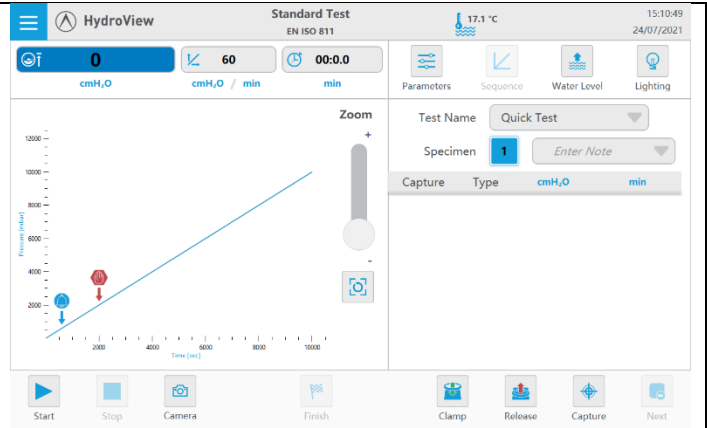 HydroView
Standard Test
EN ISO 811
17.1 °C
15:10:49
24/07/2021
0
cmH₂O
60
cmH₂O / min
00:0.0
min
Parameters
Sequence
Water Level
Lighting
Zoom
+
-
Pressure [mbar]
12000
10000
8000
6000
4000
2000
2000 4000 6000 8000 10000
Time [sec]
Test Name Quick Test
Specimen 1 Enter Note
Capture Type cmH₂O min
Start Stop Camera Finish Clamp Release Capture Next